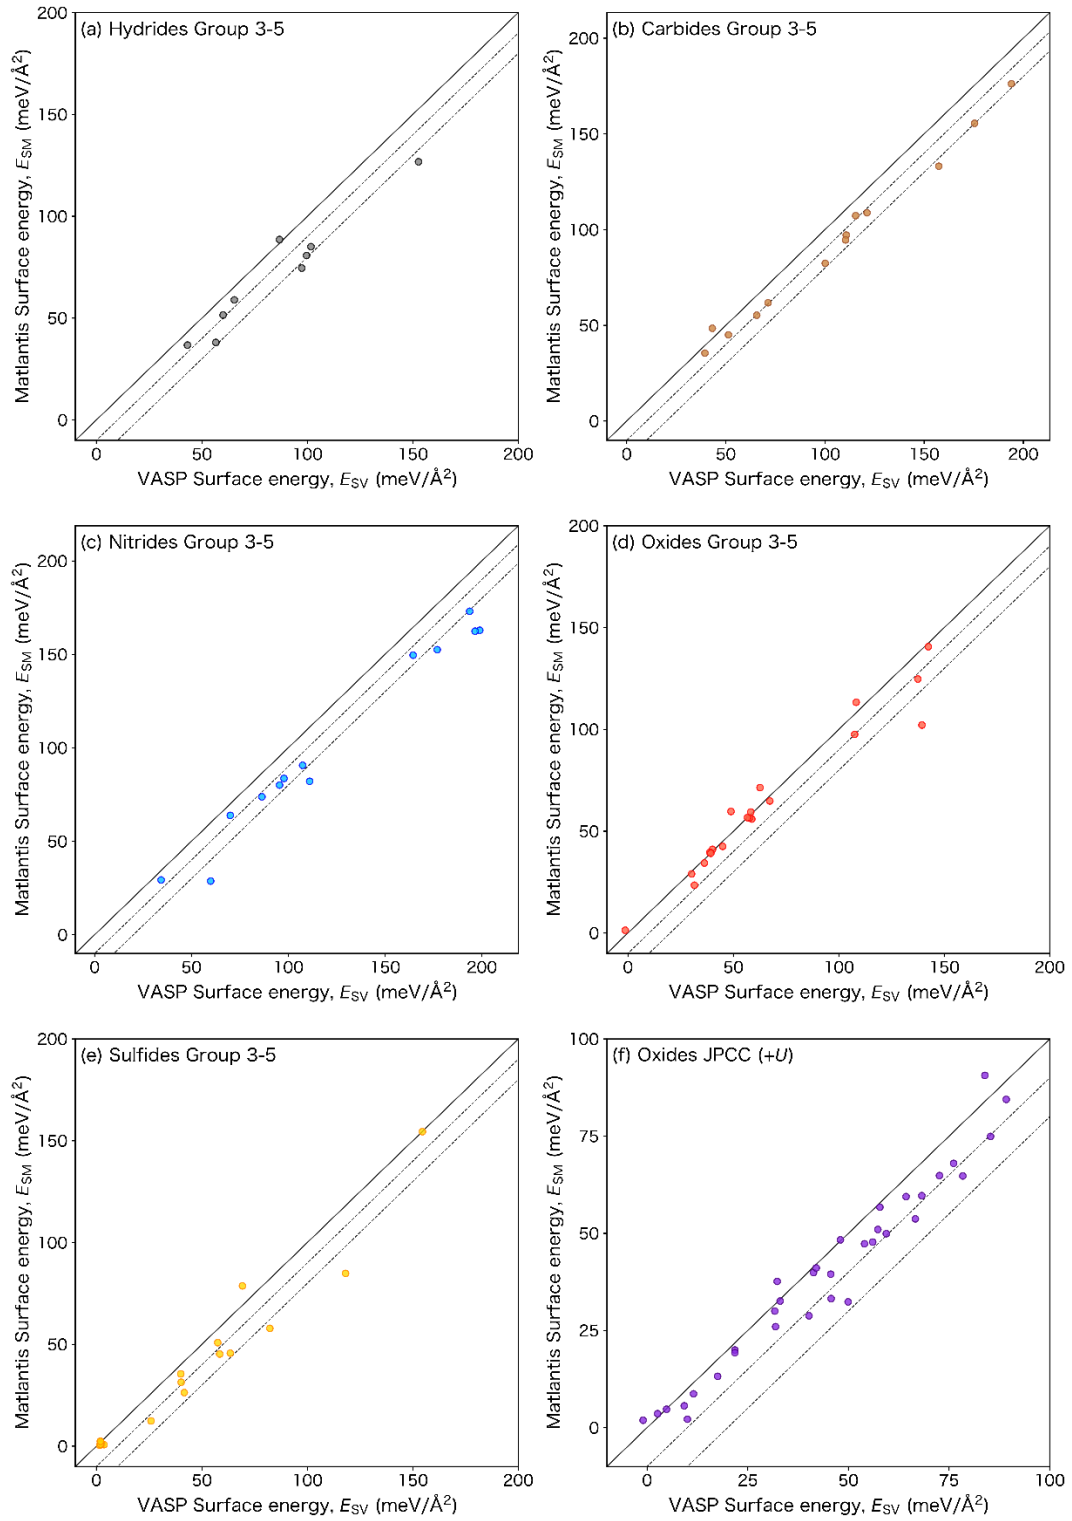 (a) Hydrides Group 3-5
200
150
100
50
0
Matlantis Surface energy, ESM (meV/Å²)
0 50 100 150 200
VASP Surface energy, ESV (meV/Å²)
(b) Carbides Group 3-5
200
150
100
50
0
Matlantis Surface energy, ESM (meV/Å²)
0 50 100 150 200
VASP Surface energy, ESV (meV/Å²)
(c) Nitrides Group 3-5
200
150
100
50
0
Matlantis Surface energy, ESM (meV/Å²)
0 50 100 150 200
VASP Surface energy, ESV (meV/Å²)
(d) Oxides Group 3-5
200
150
100
50
0
Matlantis Surface energy, ESM (meV/Å²)
0 50 100 150 200
VASP Surface energy, ESV (meV/Å²)
(e) Sulfides Group 3-5
200
150
100
50
0
Matlantis Surface energy, ESM (meV/Å²)
0 50 100 150 200
VASP Surface energy, ESV (meV/Å²)
(f) Oxides JPCC (+U)
100
75
50
25
0
Matlantis Surface energy, ESM (meV/Å²)
0 25 50 75 100
VASP Surface energy, ESV (meV/Å²)